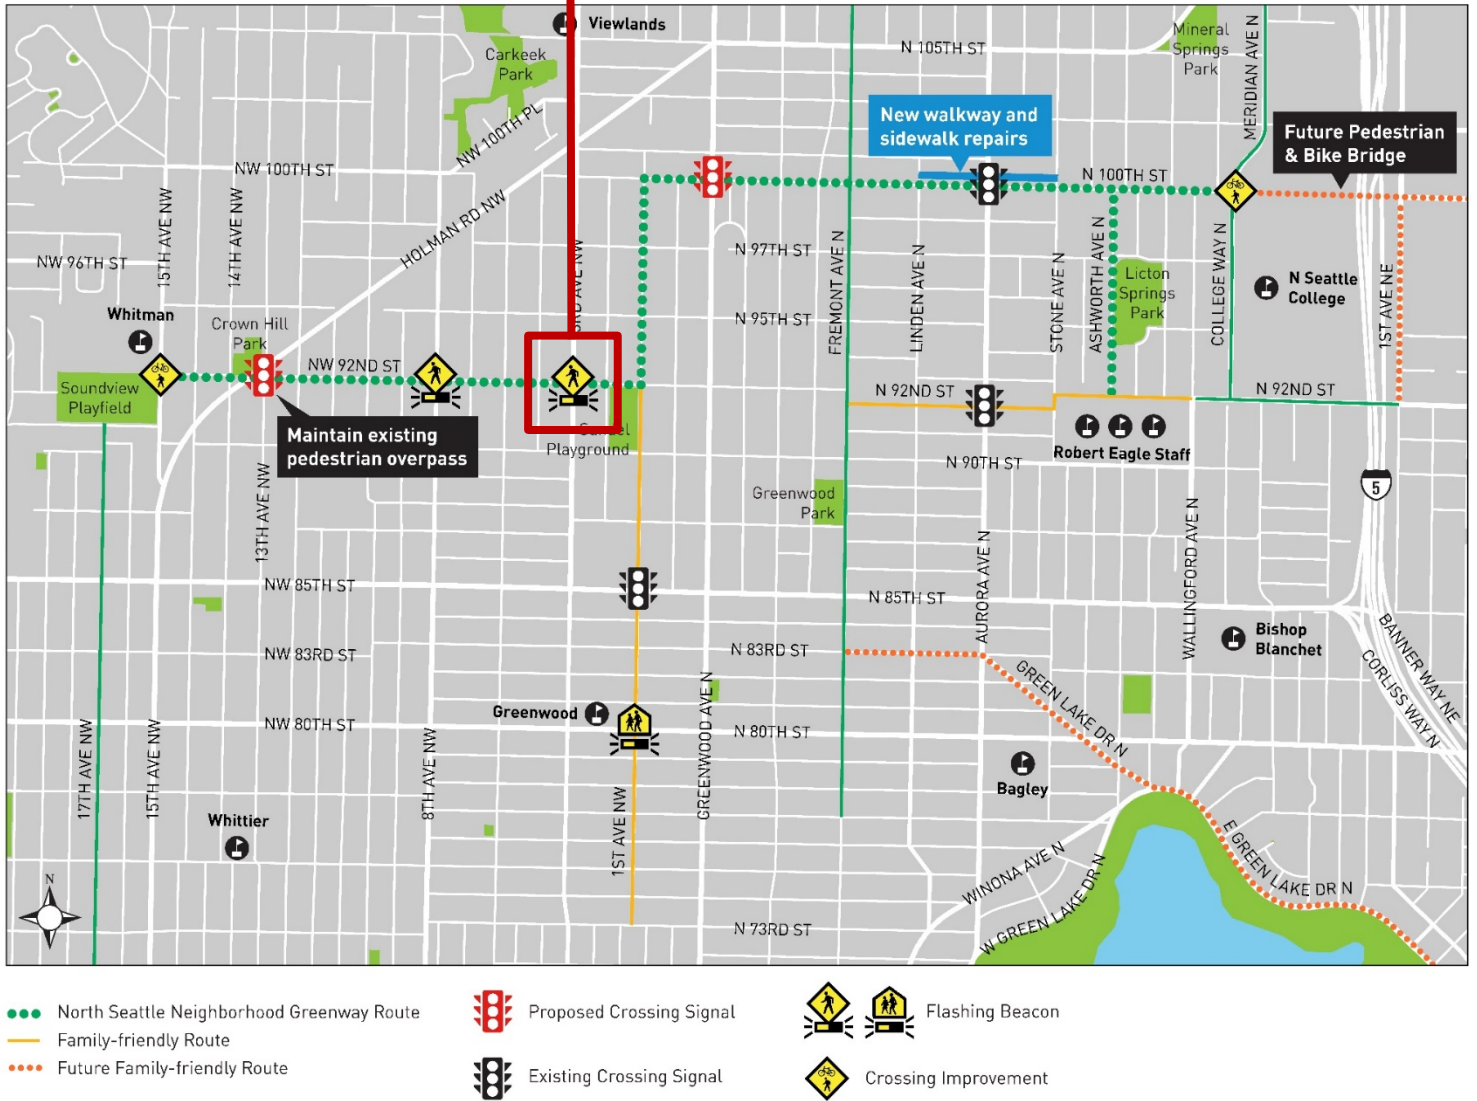 Viewlands
Carkeek
Park
N 105TH ST
Mineral
Springs
Park
MERIDIAN AVE N
New walkway and
sidewalk repairs
Future Pedestrian
& Bike Bridge
NW 100TH PL
NW 100TH ST
N 100TH ST
HOLMAN RD NW
15TH AVE NW
14TH AVE NW
3RD AVE NW
NW 96TH ST
N 97TH ST
N 95TH ST
FREMONT AVE N
LINDEN AVE N
STONE AVE N
ASHWORTH AVE N
Licton
Springs
Park
COLLEGE WAY N
N Seattle
College
1ST AVE NE
Whitman
Crown Hill
Park
NW 92ND ST
N 92ND ST
N 92ND ST
Soundview
Playfield
Maintain existing
pedestrian overpass
Playground
Robert Eagle Staff
N 90TH ST
Greenwood
Park
5
13TH AVE NW
AURORA AVE N
WALLINGFORD AVE N
NW 85TH ST
N 85TH ST
Bishop
Blanchet
BANNER WAY NE
CORLISS WAY N
NW 83RD ST
N 83RD ST
GREEN LAKE DR N
Greenwood
NW 80TH ST
N 80TH ST
17TH AVE NW
15TH AVE NW
8TH AVE NW
1ST AVE NW
GREENWOOD AVE N
Bagley
Whittier
WINONA AVE N
W GREEN LAKE DR N
E GREEN LAKE DR N
N
N 73RD ST
North Seattle Neighborhood Greenway Route
Family-friendly Route
Future Family-friendly Route
Proposed Crossing Signal
Existing Crossing Signal
Flashing Beacon
Crossing Improvement